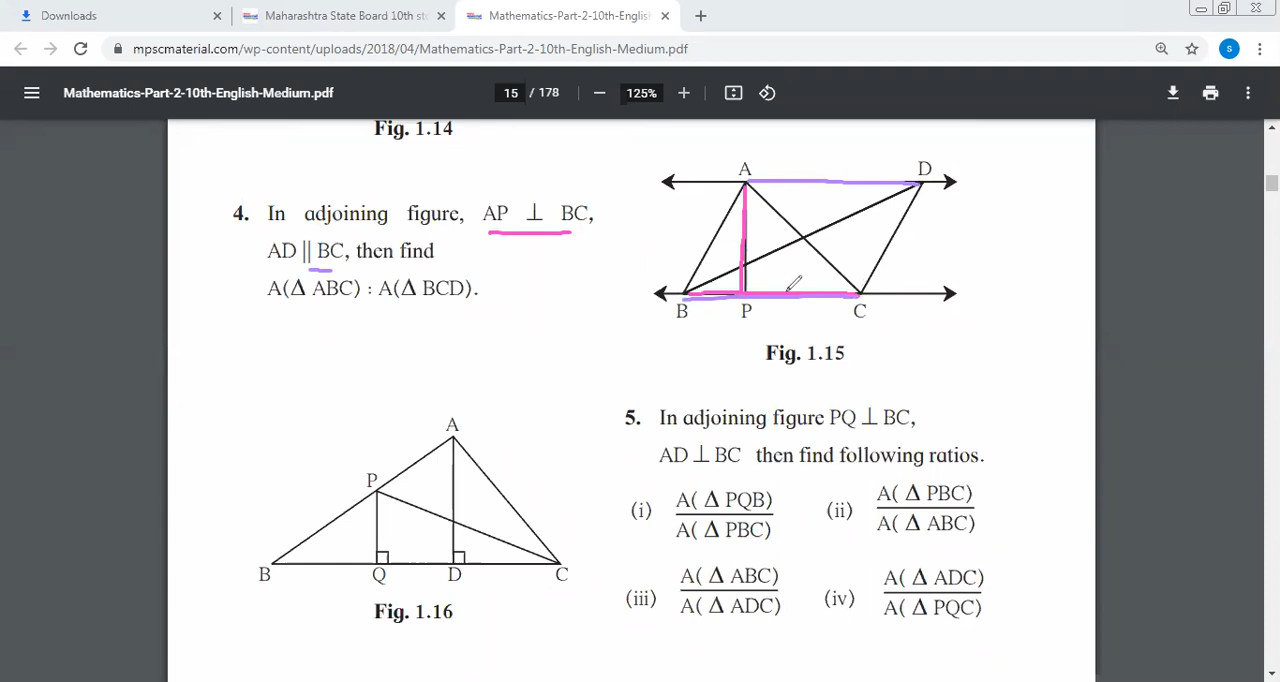 Downloads
Maharashtra State Board 10th st
Mathematics-Part-2-10th-Englis
mpscmaterial.com/wp-content/uploads/2018/04/Mathematics-Part-2-10th-English-Medium.pdf
S
Mathematics-Part-2-10th-English-Medium.pdf
15 / 178
125%
Fig. 1.14
4. In adjoining figure, AP ⊥ BC,
AD || BC, then find
A(Δ ABC) : A(Δ BCD).
A D
B P C
Fig. 1.15
A
P
B Q D C
Fig. 1.16
5. In adjoining figure PQ ⊥ BC,
AD ⊥ BC then find following ratios.
(i) A( Δ PQB) / A( Δ PBC) (ii) A( Δ PBC) / A( Δ ABC)
(iii) A( Δ ABC) / A( Δ ADC) (iv) A( Δ ADC) / A( Δ PQC)